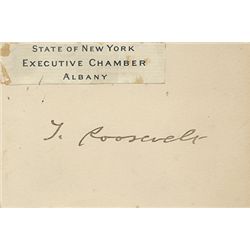 STATE OF NEW YORK
EXECUTIVE CHAMBER
ALBANY
T. Roosevelt